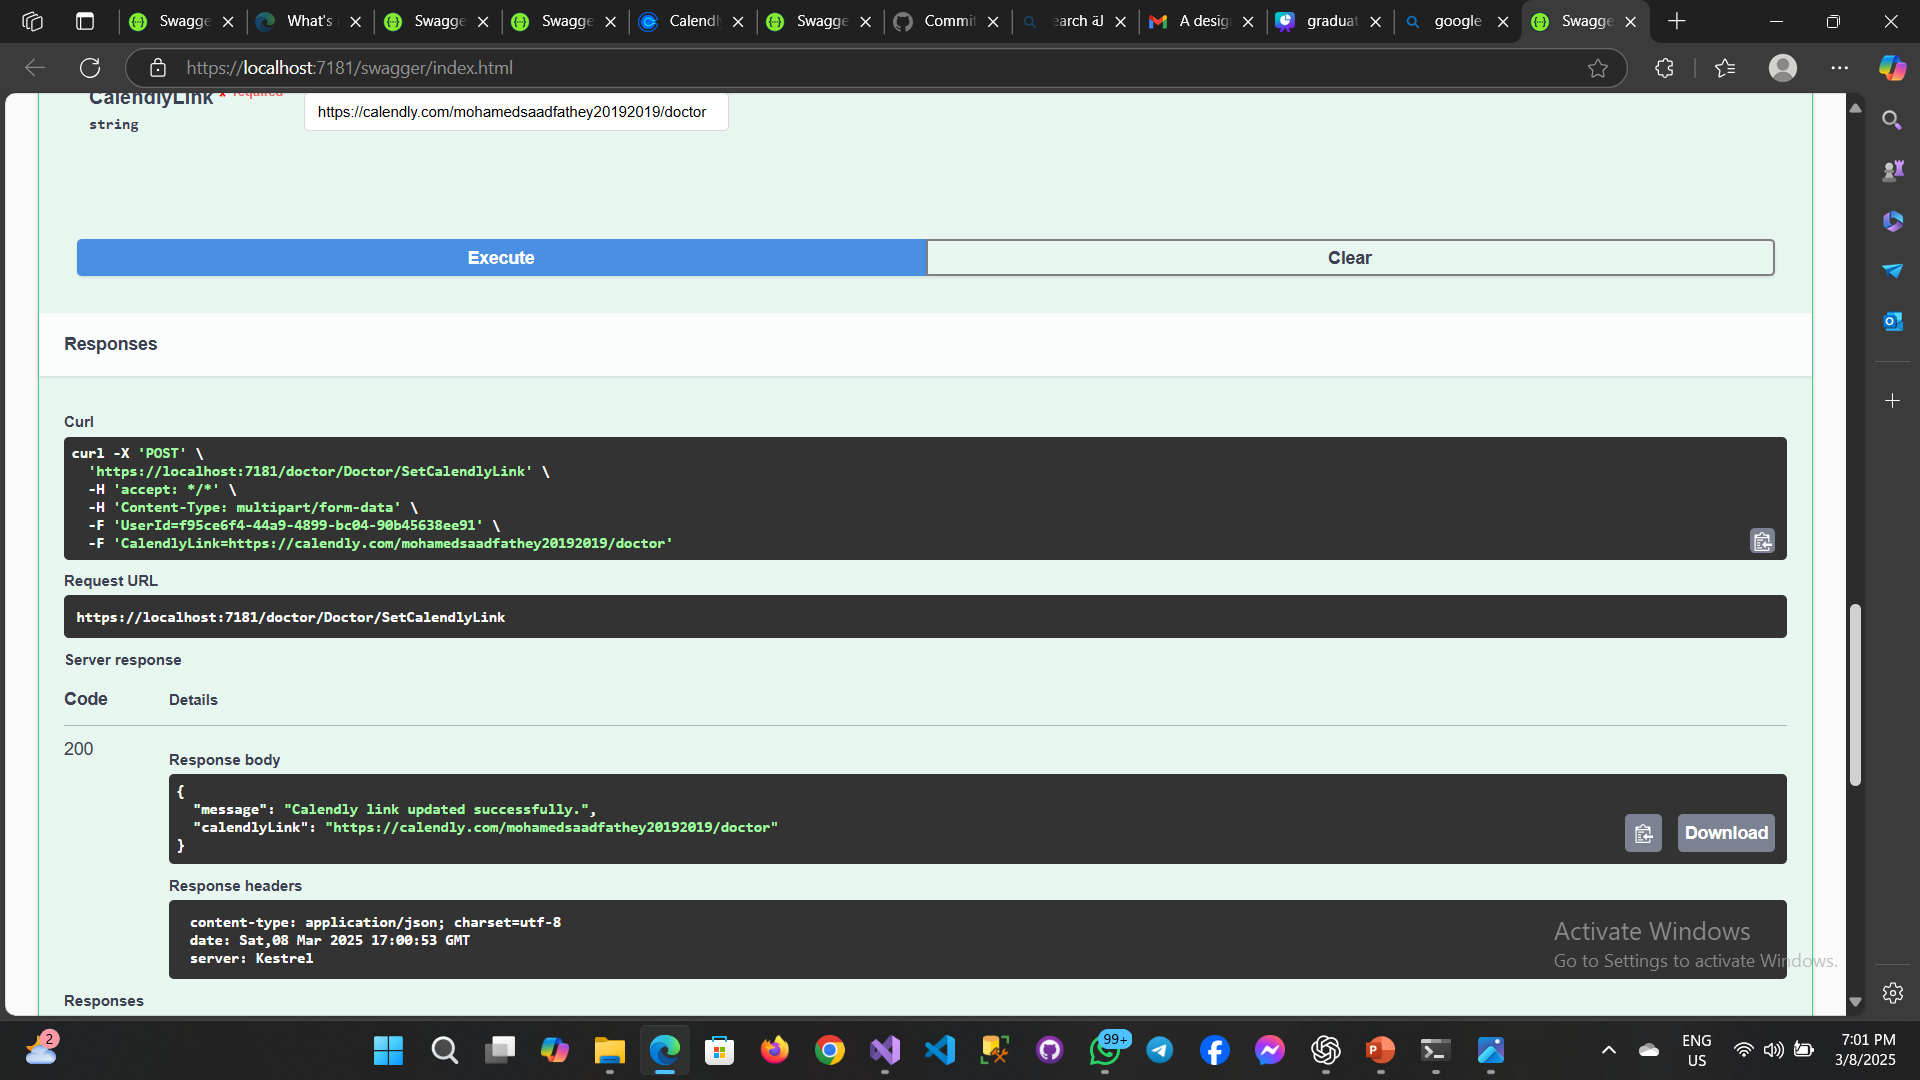 Swagge
What's
Swagge
Swagge
Calendl
Swagge
Commit
earch
A desig
graduat
google
Swagge
https://localhost:7181/swagger/index.html
CalendlyLink * required
https://calendly.com/mohamedsaadfathey20192019/doctor
string
Execute
Clear
Responses
Curl
curl -X 'POST' \
'https://localhost:7181/doctor/Doctor/SetCalendlyLink' \
-H 'accept: */*' \
-H 'Content-Type: multipart/form-data' \
-F 'UserId=f95ce6f4-44a9-4899-bc04-90b45638ee91' \
-F 'CalendlyLink=https://calendly.com/mohamedsaadfathey20192019/doctor'
Request URL
https://localhost:7181/doctor/Doctor/SetCalendlyLink
Server response
Code
Details
200
Response body
{
"message": "Calendly link updated successfully.",
"calendlyLink": "https://calendly.com/mohamedsaadfathey20192019/doctor"
}
Download
Response headers
content-type: application/json; charset=utf-8
date: Sat,08 Mar 2025 17:00:53 GMT
server: Kestrel
Activate Windows
Go to Settings to activate Windows.
Responses
2
99+
ENG
US
7:01 PM
3/8/2025